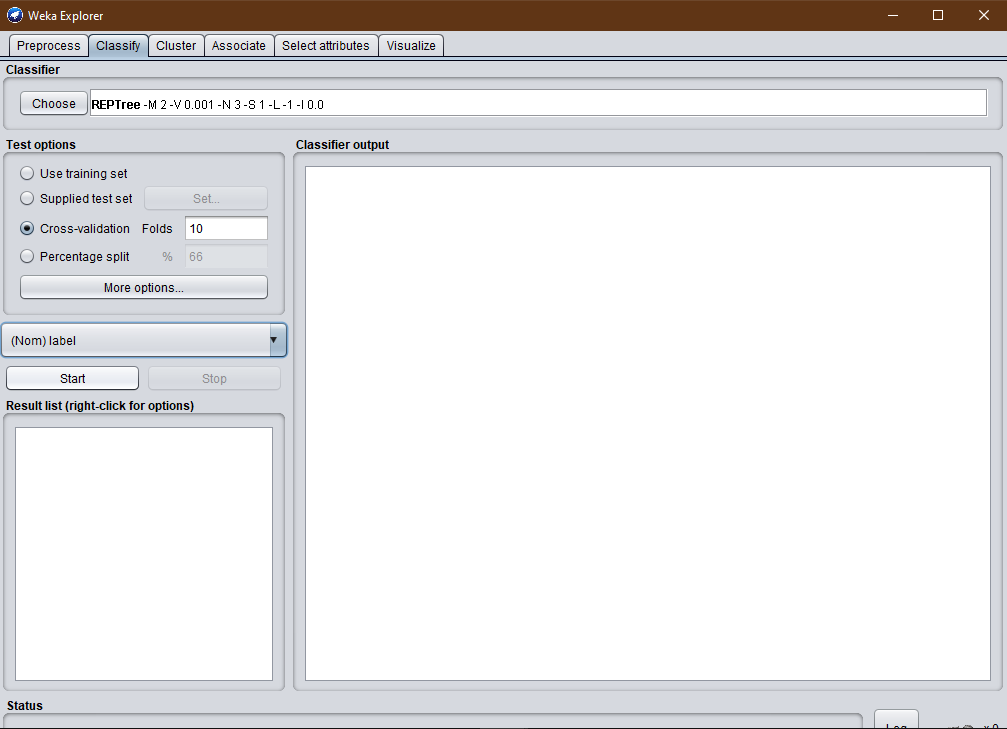 Weka Explorer
Preprocess Classify Cluster Associate Select attributes Visualize
Classifier
Choose REPTree -M 2 -V 0.001 -N 3 -S 1 -L -1 -I 0.0
Test options
Use training set
Supplied test set Set...
Cross-validation Folds 10
Percentage split % 66
More options...
(Nom) label
Start Stop
Result list (right-click for options)
Classifier output
Status
Log x 0